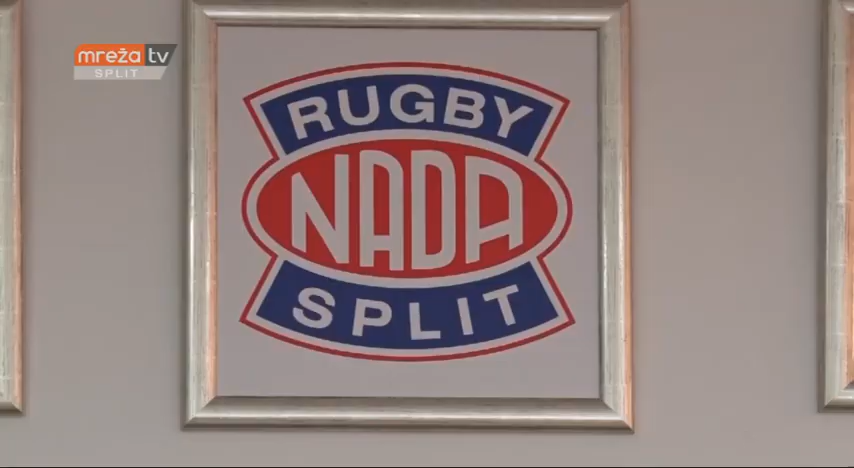 mreža tv
SPLIT
RUGBY
NADA
SPLIT